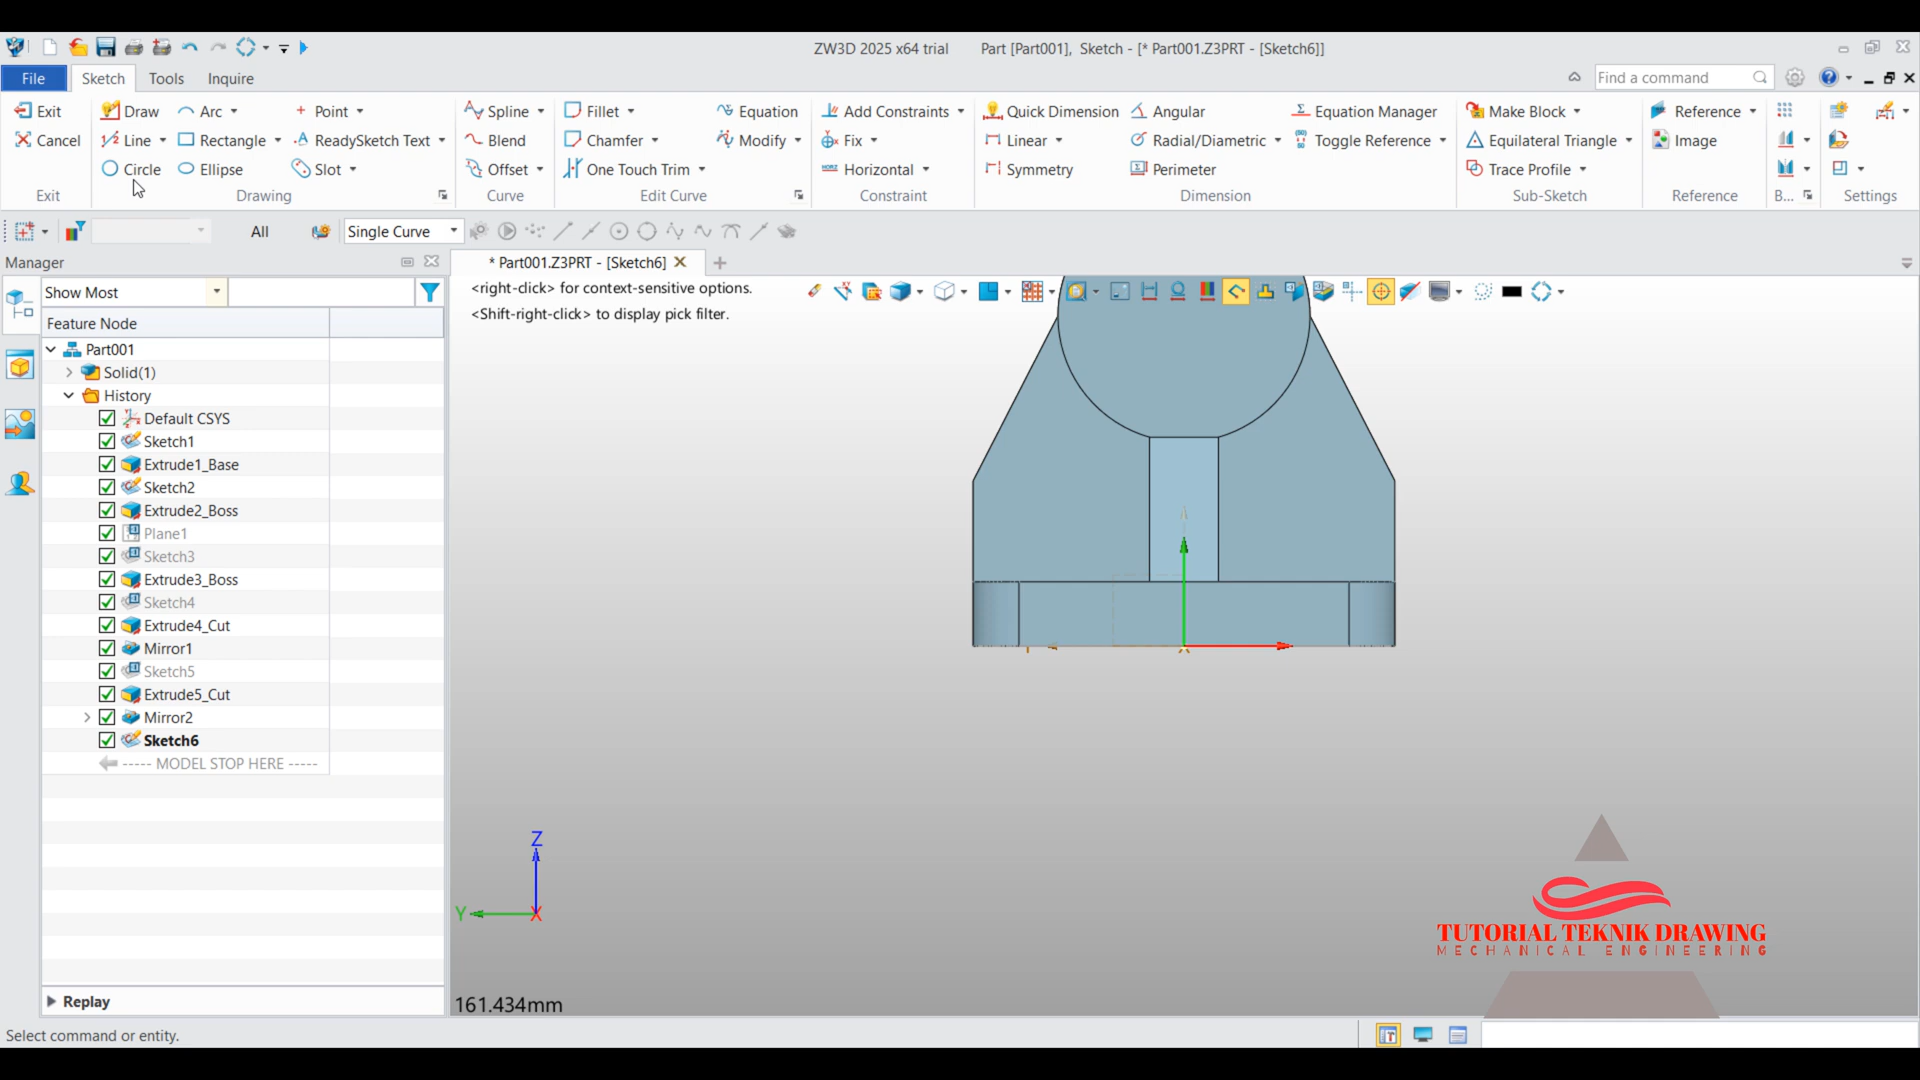 ZW3D 2025 x64 trial Part [Part001], Sketch - [* Part001.Z3PRT - [Sketch6]]
File Sketch Tools Inquire Find a command
Exit Draw Arc Point Spline Fillet Equation Add Constraints Quick Dimension Angular Equation Manager Make Block Reference
Cancel Line Rectangle ReadySketch Text Blend Chamfer Modify Fix Linear Radial/Diametric Toggle Reference Equilateral Triangle Image
Circle Ellipse Slot Offset One Touch Trim Horizontal Symmetry Perimeter Trace Profile
Exit Drawing Curve Edit Curve Constraint Dimension Sub-Sketch Reference B... Settings
All Single Curve
Manager
* Part001.Z3PRT - [Sketch6]
Show Most
<right-click> for context-sensitive options.
<Shift-right-click> to display pick filter.
Feature Node
Part001
Solid(1)
History
Default CSYS
Sketch1
Extrude1_Base
Sketch2
Extrude2_Boss
Plane1
Sketch3
Extrude3_Boss
Sketch4
Extrude4_Cut
Mirror1
Sketch5
Extrude5_Cut
Mirror2
Sketch6
----- MODEL STOP HERE -----
Z
Y
X
TUTORIAL TEKNIK DRAWING
MECHANICAL ENGINEERING
Replay
161.434mm
Select command or entity.